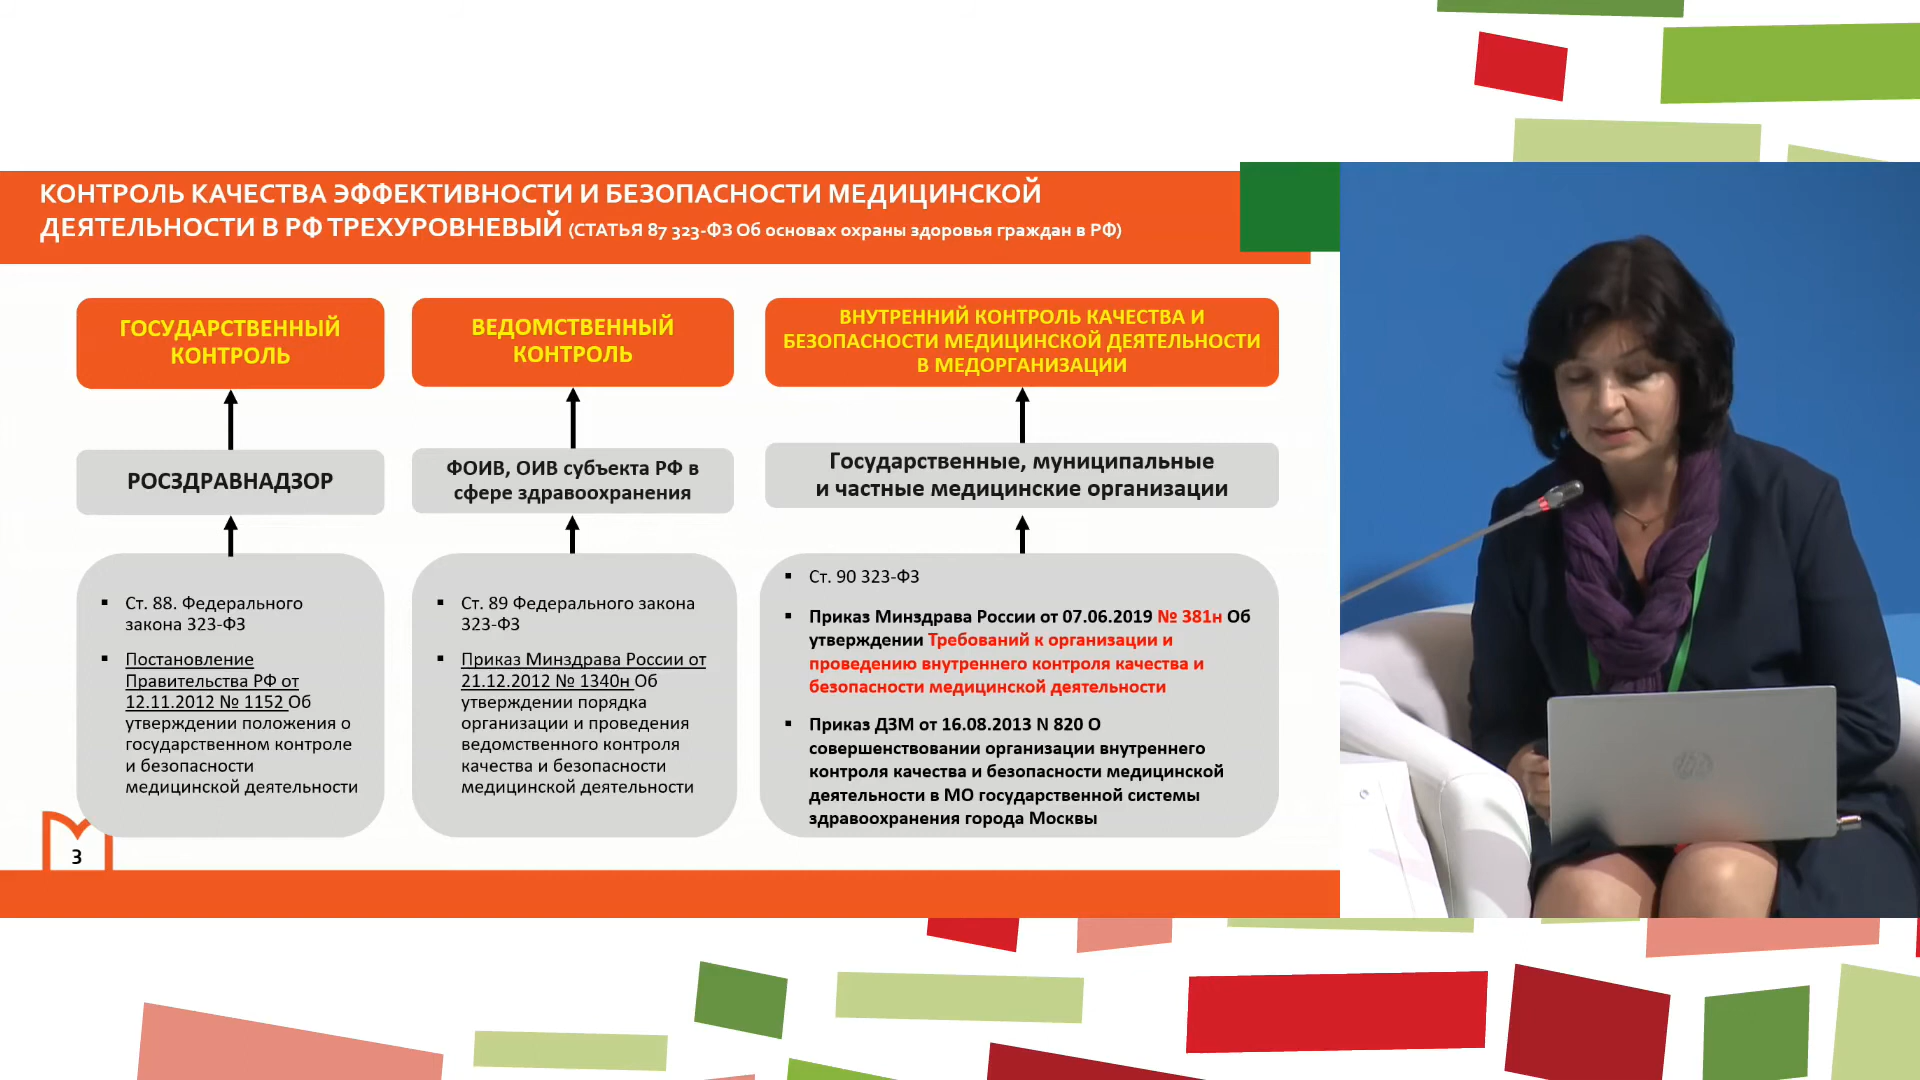 КОНТРОЛЬ КАЧЕСТВА ЭФФЕКТИВНОСТИ И БЕЗОПАСНОСТИ МЕДИЦИНСКОЙ
ДЕЯТЕЛЬНОСТИ В РФ ТРЕХУРОВНЕВЫЙ (СТАТЬЯ 87 323-ФЗ Об основах охраны здоровья граждан в РФ)
ГОСУДАРСТВЕННЫЙ
КОНТРОЛЬ
РОСЗДРАВНАДЗОР
▪ Ст. 88. Федерального
закона 323-ФЗ
▪ Постановление
Правительства РФ от
12.11.2012 № 1152 Об
утверждении положения о
государственном контроле
и безопасности
медицинской деятельности
ВЕДОМСТВЕННЫЙ
КОНТРОЛЬ
ФОИВ, ОИВ субъекта РФ в
сфере здравоохранения
▪ Ст. 89 Федерального закона
323-ФЗ
▪ Приказ Минздрава России от
21.12.2012 № 1340н Об
утверждении порядка
организации и проведения
ведомственного контроля
качества и безопасности
медицинской деятельности
ВНУТРЕННИЙ КОНТРОЛЬ КАЧЕСТВА И
БЕЗОПАСНОСТИ МЕДИЦИНСКОЙ ДЕЯТЕЛЬНОСТИ
В МЕДОРГАНИЗАЦИИ
Государственные, муниципальные
и частные медицинские организации
▪ Ст. 90 323-ФЗ
▪ Приказ Минздрава России от 07.06.2019 № 381н Об
утверждении Требований к организации и
проведению внутреннего контроля качества и
безопасности медицинской деятельности
▪ Приказ ДЗМ от 16.08.2013 N 820 О
совершенствовании организации внутреннего
контроля качества и безопасности медицинской
деятельности в МО государственной системы
здравоохранения города Москвы
3
hp